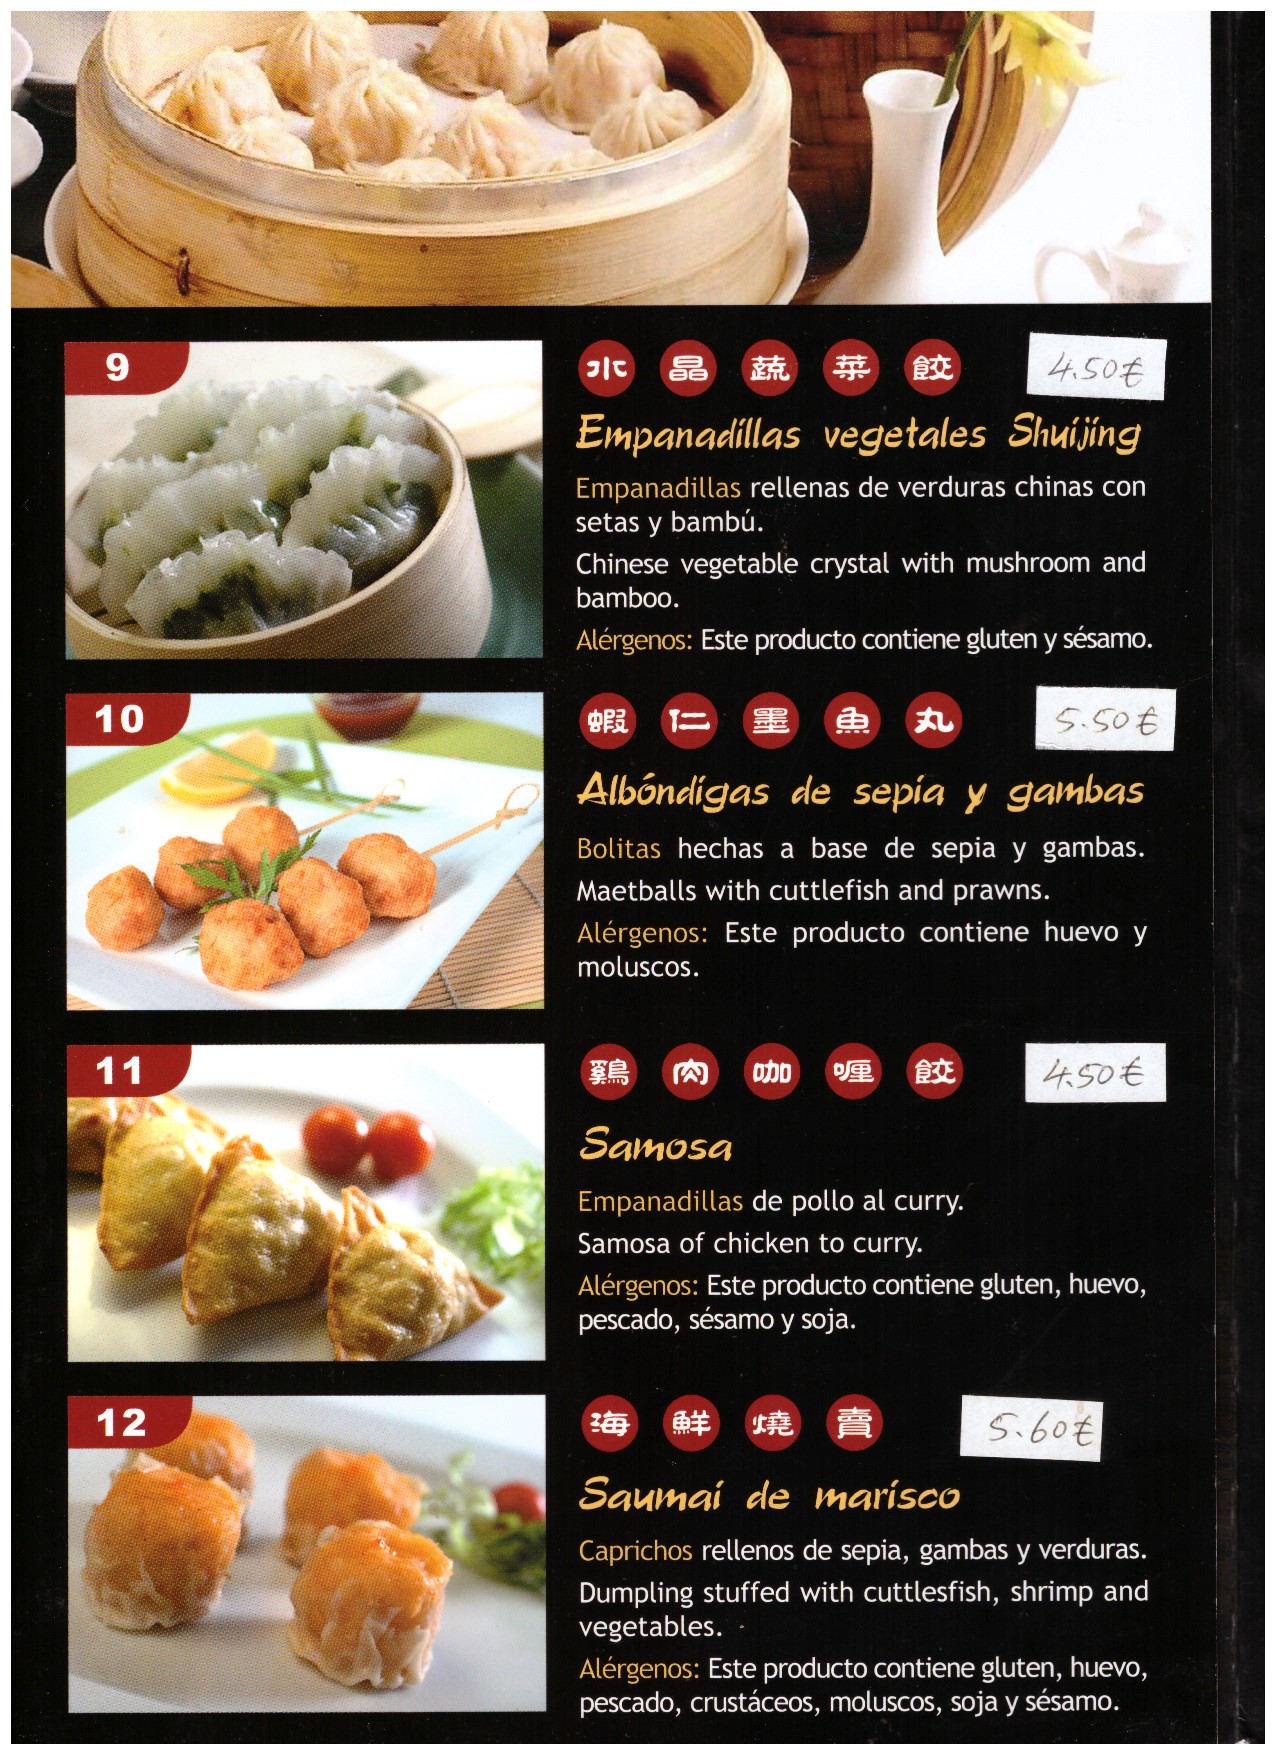 9
水晶蔬菜餃
4.50€
Empanadillas vegetales Shuijing
Empanadillas rellenas de verduras chinas con
setas y bambú.
Chinese vegetable crystal with mushroom and
bamboo.
Alérgenos: Este producto contiene gluten y sésamo.
10
蝦仁墨魚丸
5.50€
Albóndigas de sepia y gambas
Bolitas hechas a base de sepia y gambas.
Maetballs with cuttlefish and prawns.
Alérgenos: Este producto contiene huevo y
moluscos.
11
鷄肉咖喱餃
4.50€
Samosa
Empanadillas de pollo al curry.
Samosa of chicken to curry.
Alérgenos: Este producto contiene gluten, huevo,
pescado, sésamo y soja.
12
海鮮燒賣
5.60€
Saumai de marisco
Caprichos rellenos de sepia, gambas y verduras.
Dumpling stuffed with cuttlesfish, shrimp and
vegetables.
Alérgenos: Este producto contiene gluten, huevo,
pescado, crustáceos, moluscos, soja y sésamo.